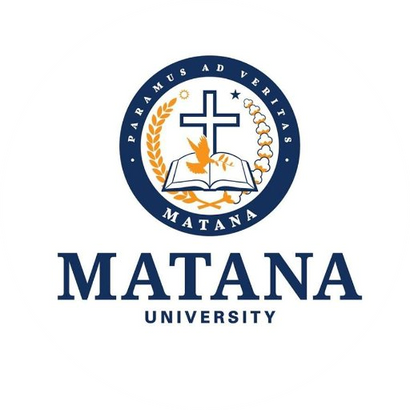 · PARAMUS AD VERITAS ·
MATANA
MATANA
UNIVERSITY